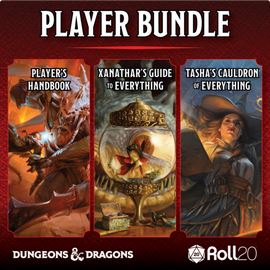 PLAYER BUNDLE
PLAYER'S
HANDBOOK
XANATHAR'S GUIDE
TO EVERYTHING
TASHA'S CAULDRON
OF EVERYTHING
DUNGEONS & DRAGONS
Roll20